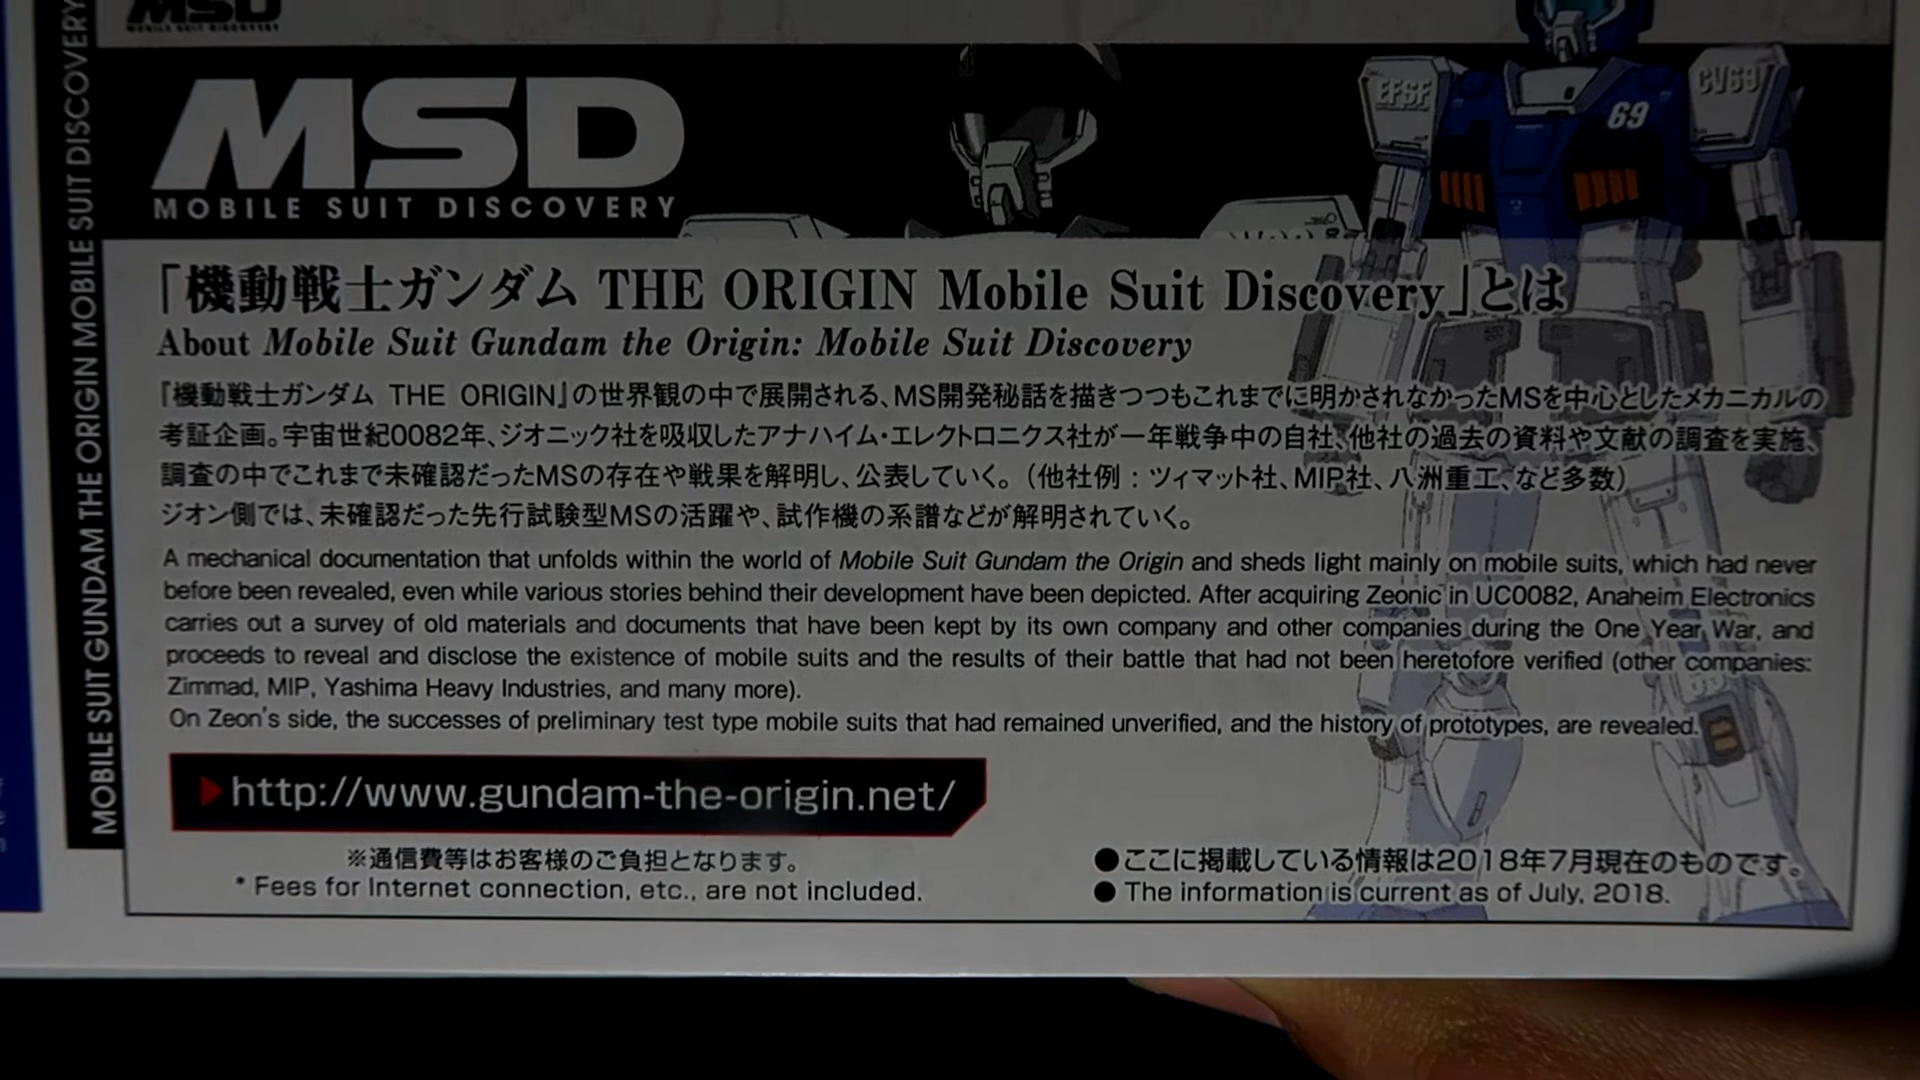 MSD
MOBILE SUIT DISCOVERY
MOBILE SUIT GUNDAM THE ORIGIN MOBILE SUIT DISCOVERY
MSD
MOBILE SUIT DISCOVERY
EFSF
69
CV69
「機動戦士ガンダム THE ORIGIN Mobile Suit Discovery」とは
About Mobile Suit Gundam the Origin: Mobile Suit Discovery
『機動戦士ガンダム THE ORIGIN』の世界観の中で展開される、MS開発秘話を描きつつもこれまでに明かされなかったMSを中心としたメカニカルの
考証企画。宇宙世紀0082年、ジオニック社を吸収したアナハイム・エレクトロニクス社が一年戦争中の自社、他社の過去の資料や文献の調査を実施、
調査の中でこれまで未確認だったMSの存在や戦果を解明し、公表していく。（他社例：ツィマット社、MIP社、八洲重工、など多数）
ジオン側では、未確認だった先行試験型MSの活躍や、試作機の系譜などが解明されていく。
A mechanical documentation that unfolds within the world of Mobile Suit Gundam the Origin and sheds light mainly on mobile suits, which had never
before been revealed, even while various stories behind their development have been depicted. After acquiring Zeonic in UC0082, Anaheim Electronics
carries out a survey of old materials and documents that have been kept by its own company and other companies during the One Year War, and
proceeds to reveal and disclose the existence of mobile suits and the results of their battle that had not been heretofore verified (other companies:
Zimmad, MIP, Yashima Heavy Industries, and many more).
On Zeon's side, the successes of preliminary test type mobile suits that had remained unverified, and the history of prototypes, are revealed.
http://www.gundam-the-origin.net/
※通信費等はお客様のご負担となります。
* Fees for Internet connection, etc., are not included.
●ここに掲載している情報は2018年7月現在のものです。
● The information is current as of July, 2018.